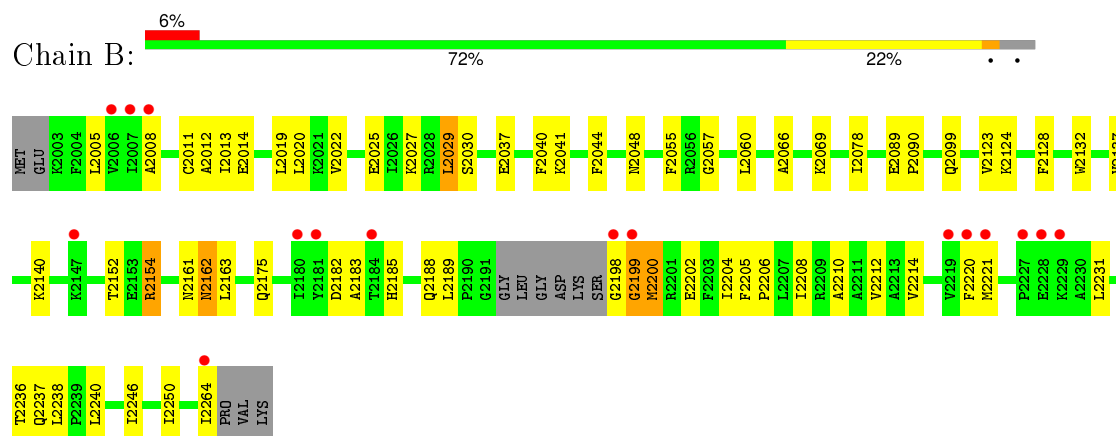 6%
Chain B:
72% 22% • •
MET GLU K2003 F2004 L2005 V2006 I2007 A2008 C2011 A2012 I2013 E2014 L2019 L2020 K2021 V2022 E2025 I2026 K2027 R2028 L2029 S2030 E2037 F2040 K2041 F2044 N2048 F2055 R2056 G2057 L2060 A2066 K2069 I2078 E2089 P2090 Q2099 V2123 K2124 F2128 W2132
K2140 K2147 T2152 E2153 R2154 N2161 N2162 L2163 Q2175 I2180 Y2181 D2182 A2183 T2184 H2185 Q2188 L2189 P2190 G2191 GLY LEU GLY ASP LYS SER G2198 G2199 M2200 R2201 E2202 F2203 I2204 F2205 P2206 L2207 I2208 R2209 A2210 A2211 V2212 A2213 V2214 V2219 F2220 M2221 P2227 E2228 K2229 A2230 L2231
T2236 Q2237 L2238 P2239 L2240 I2246 I2250 I2264 PRO VAL LYS